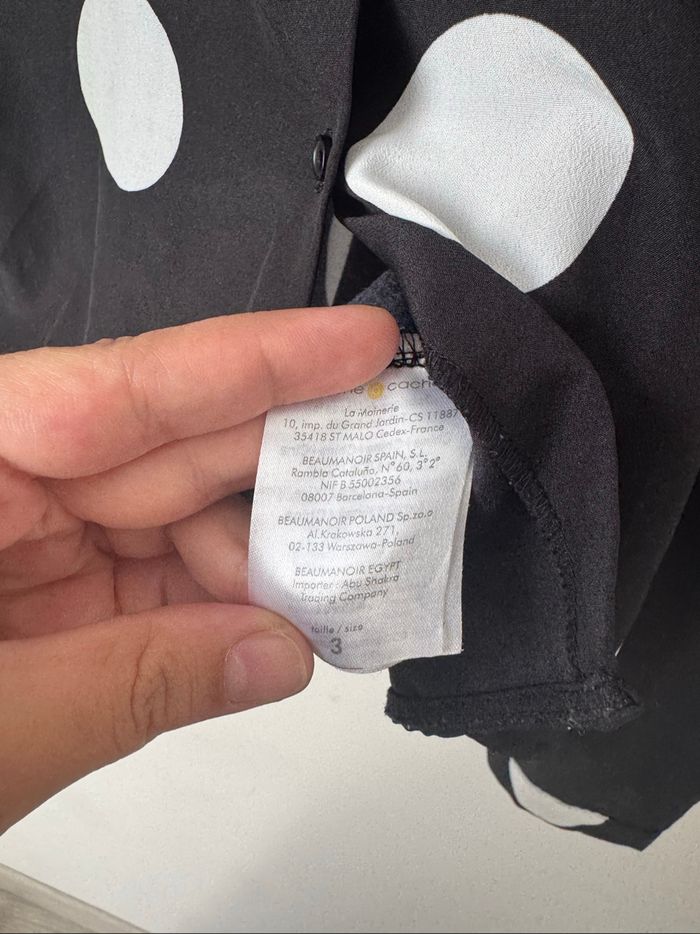 cache
La Moinerie
10, imp. du Grand Jardin-CS 11887
35418 ST MALO Cedex-France
BEAUMANOIR SPAIN, S.L.
Rambla Cataluño, N°60, 3°2°
NIF B 55002356
08007 Barcelona-Spain
BEAUMANOIR POLAND Sp.zo.o
Al.Krakowska 271,
02-133 Warszawa-Poland
BEAUMANOIR EGYPT
Importer : Abu Shakra
Trading Company
taille / size
3